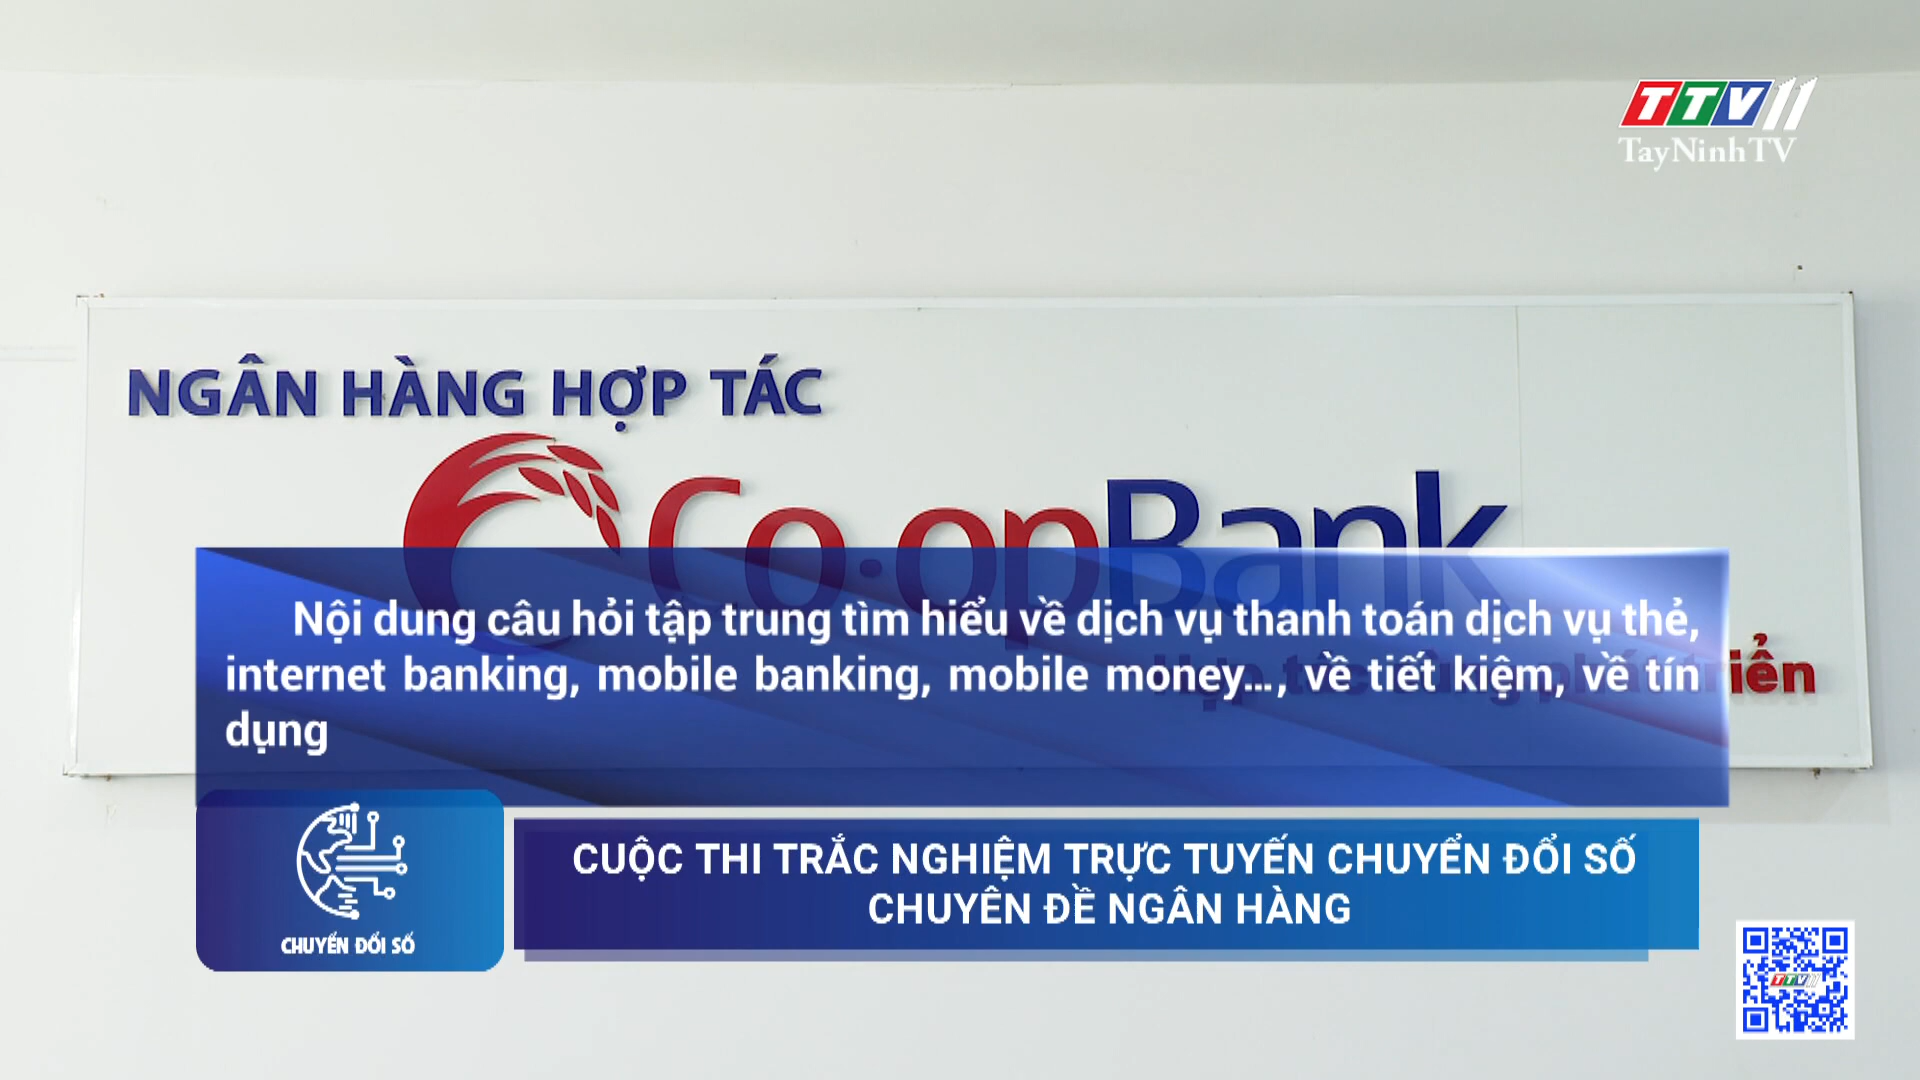 TTV11
TayNinhTV
NGÂN HÀNG HỢP TÁC
Co·opBank
Nội dung câu hỏi tập trung tìm hiểu về dịch vụ thanh toán dịch vụ thẻ,
internet banking, mobile banking, mobile money..., về tiết kiệm, về tín
dụng
CUỘC THI TRẮC NGHIỆM TRỰC TUYẾN CHUYỂN ĐỔI SỐ
CHUYÊN ĐỀ NGÂN HÀNG
CHUYỂN ĐỔI SỐ
TTV11